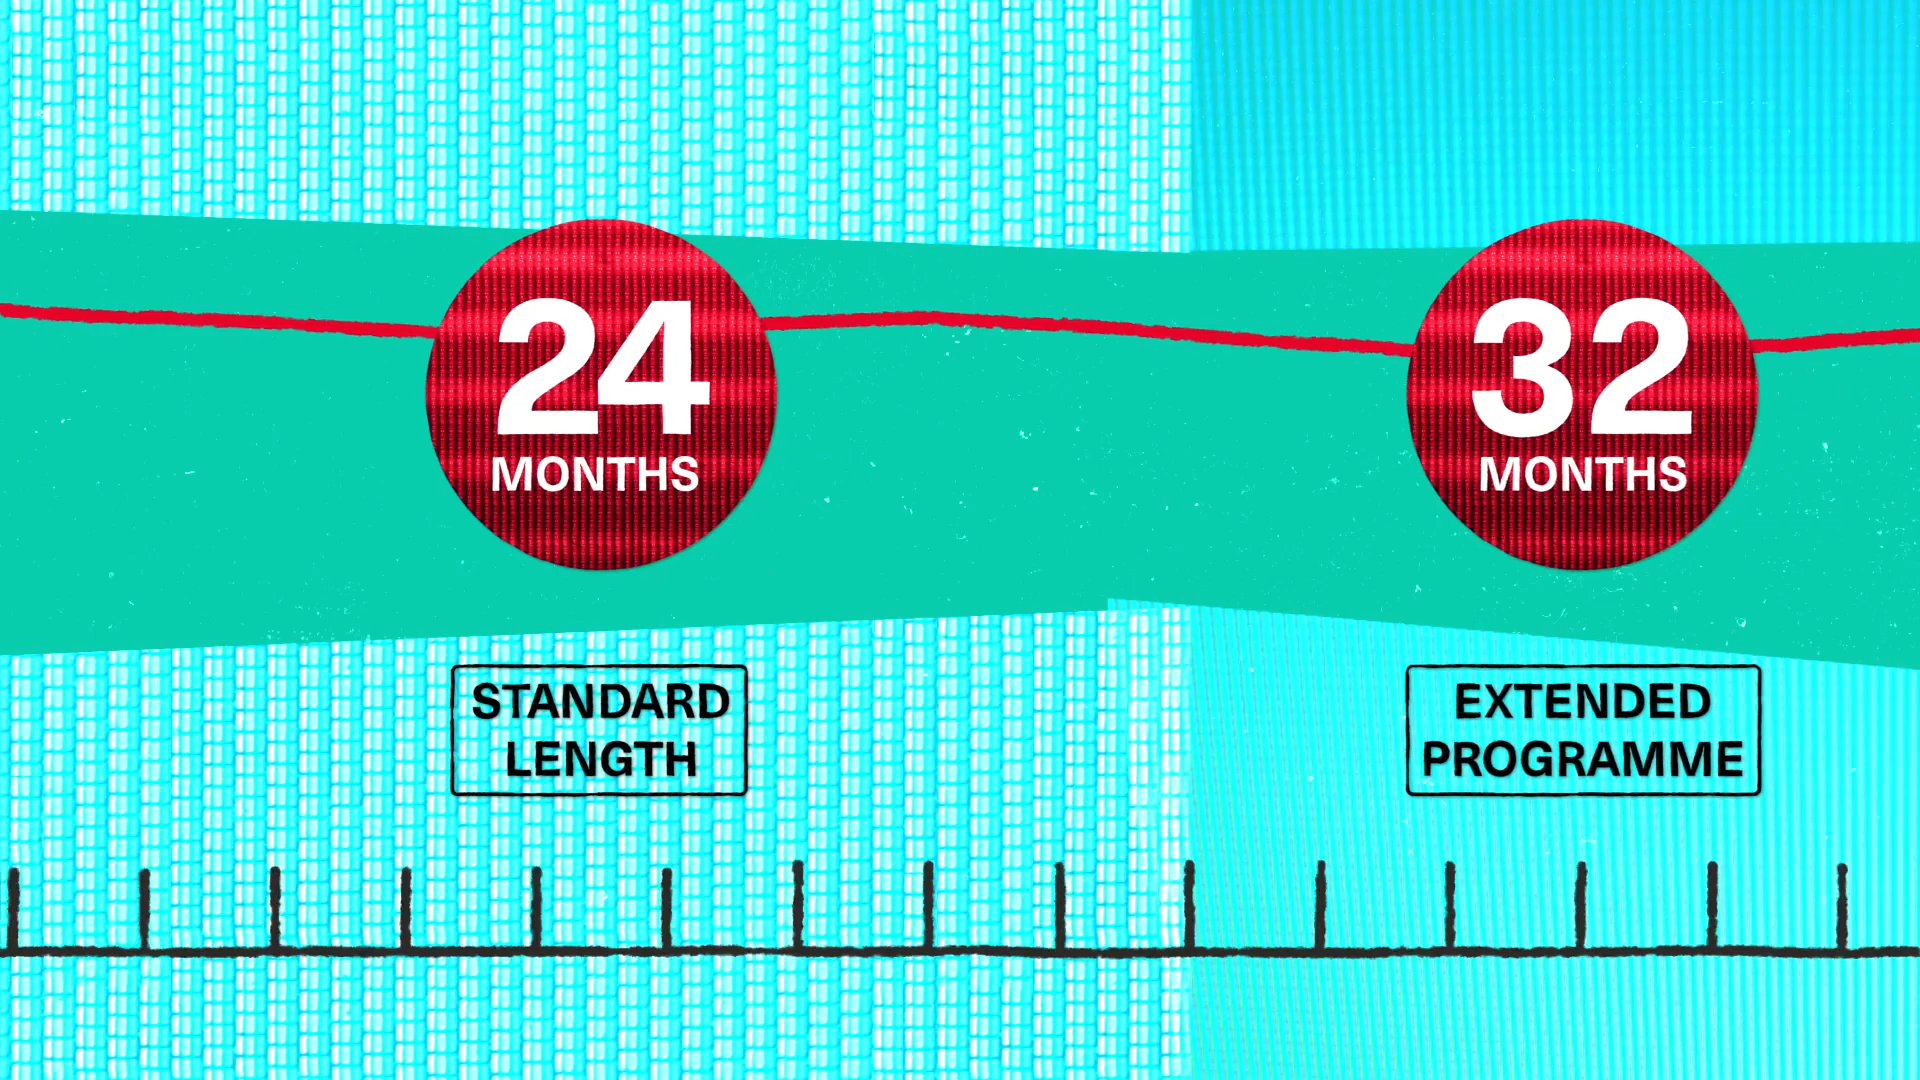 24
MONTHS
STANDARD
LENGTH
32
MONTHS
EXTENDED
PROGRAMME